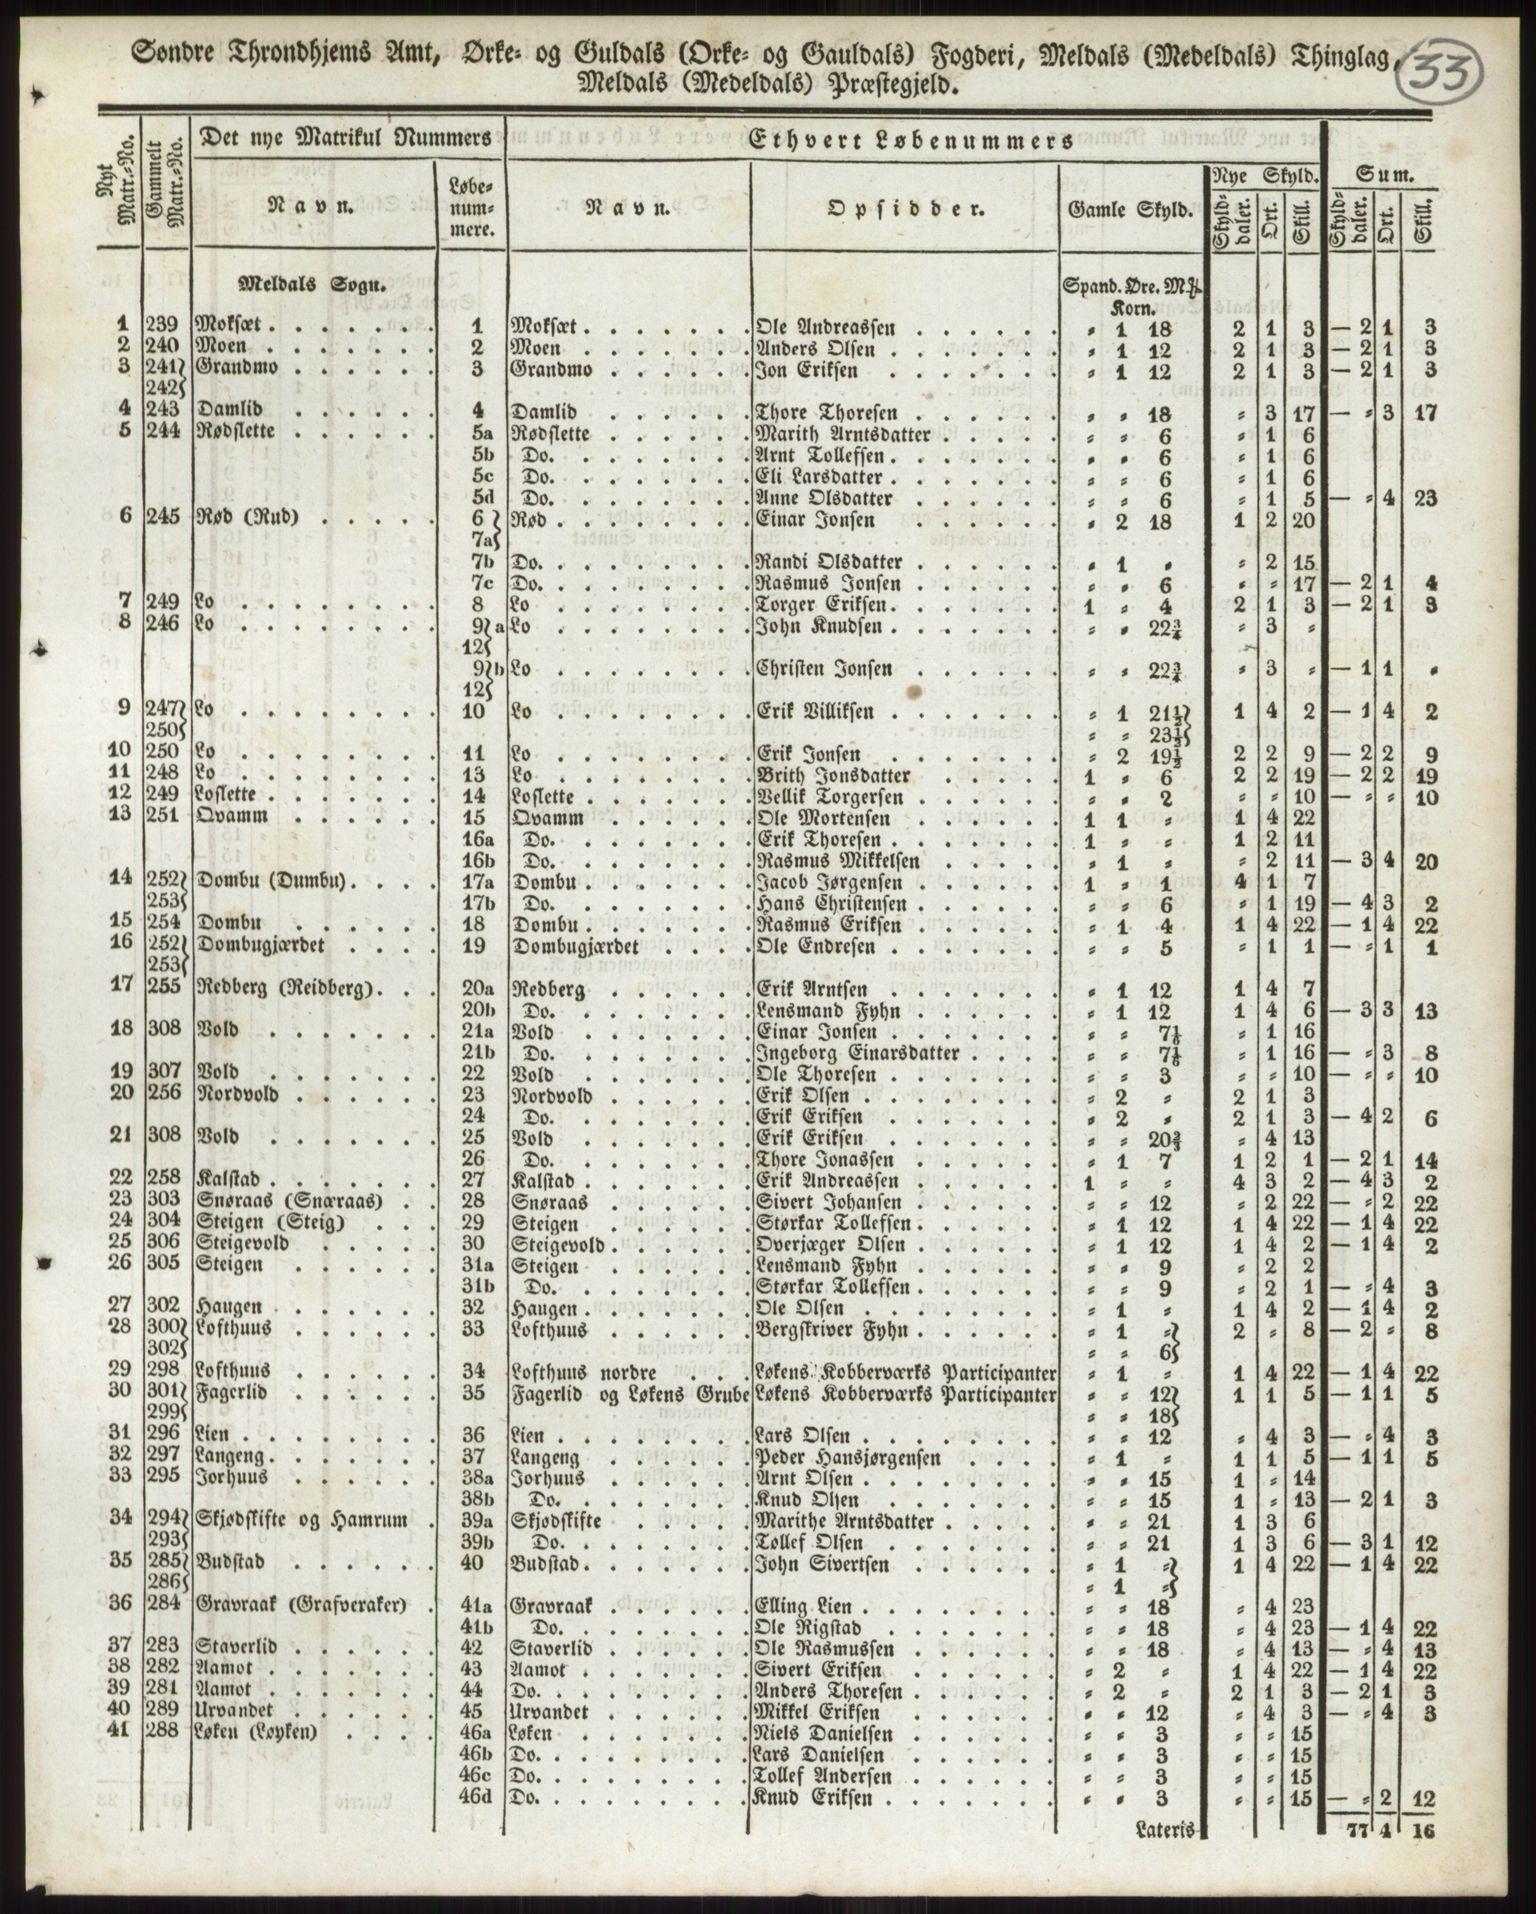 Søndre Throndhjems Amt, Ørke- og Guldals (Orke- og Gauldals) Fogderi, Meldals (Medeldals) Thinglag,
Meldals (Medeldals) Præstegjeld.
33
Det nye Matrikul Nummers | Ethvert Løbenummers
Nyt Matr.-No. | Gammelt Matr.-No. | Navn. | Løbenummere. | Navn. | Opsidder. | Gamle Skyld. | Nye Skyld. Skylddaler. Ort. Skill. | Sum. Skylddaler. Ort. Skill.
Meldals Sogn. | Spand. Øre. M℔ Korn.
1 239 Moksæt 1 Moksæt Ole Andreassen " 1 18 2 1 3 — 2 1 3
2 240 Moen 2 Moen Anders Olsen " 1 12 2 1 3 — 2 1 3
3 241} Grandmo 3 Grandmo Jon Eriksen " 1 12 2 1 3 — 2 1 3
242}
4 243 Damlid 4 Damlid Thore Thoresen " " 18 " 3 17 — " 3 17
5 244 Rødslette 5a Rødslette Marith Arntsdatter " " 6 " 1 6
5b Do. Arnt Tollefsen " " 6 " 1 6
5c Do. Eli Larsdatter " " 6 " 1 6
5d Do. Anne Olsdatter " " 6 " 1 5 — " 4 23
6 245 Rød (Rud) 6} Rød Einar Jonsen " 2 18 1 2 20
7a}
7b Do. Randi Olsdatter " 1 " " 2 15
7c Do. Rasmus Jonsen " " 6 " " 17 — 2 1 4
7 249 Lo 8 Lo Torger Eriksen 1 " 4 2 1 3 — 2 1 3
8 246 Lo 9} a Lo John Knudsen " " 22¾ " 3 "
12}
9} b Lo Christen Jonsen " " 22¾ " 3 " — 1 1 "
12}
9 247} Lo 10 Lo Erik Villiksen " 1 21½} 1 4 2 — 1 4 2
250} " " 23½}
10 250 Lo 11 Lo Erik Jonsen " 2 19½ 2 2 9 — 2 2 9
11 248 Lo 13 Lo Brith Jonsdatter 1 " 6 2 2 19 — 2 2 19
12 249 Loslette 14 Loslette Vellik Torgersen " " 2 " " 10 — " " 10
13 251 Qvamm 15 Qvamm Ole Mortensen 1 1 " 1 4 22
16a Do. Erik Thoresen 1 " " 1 2 11
16b Do. Rasmus Mikkelsen " 1 " " 2 11 — 3 4 20
14 252} Dombu (Dumbu) 17a Dombu Jacob Jørgensen 1 " 1 4 1 7
253} 17b Do. Hans Christensen " " 6 " 1 19 — 4 3 2
15 254 Dombu 18 Dombu Rasmus Eriksen " 1 4 1 4 22 — 1 4 22
16 252} Dombugjærdet 19 Dombugjærdet Ole Endresen " " 5 " 1 1 — " 1 1
253}
17 255 Redberg (Reidberg) 20a Redberg Erik Arntsen " 1 12 1 4 7
20b Do. Lensmand Fyhn " 1 12 1 4 6 — 3 3 13
18 308 Vold 21a Vold Einar Jonsen " " 7⅙ " 1 16
21b Do. Ingeborg Einarsdatter " " 7⅙ " 1 16 — " 3 8
19 307 Vold 22 Vold Ole Thoresen " " 3 " " 10 — " " 10
20 256 Nordvold 23 Nordvold Erik Olsen " 2 " 2 1 3
24 Do. Erik Eriksen " 2 " 2 1 3 — 4 2 6
21 308 Vold 25 Vold Erik Eriksen " " 20⅔ " 4 13
26 Do. Thore Jonassen " 1 7 1 2 1 — 2 1 14
22 258 Kalstad 27 Kalstad Erik Andreassen 1 " " 4 3 2 — 4 3 2
23 303 Snøraas (Snæraas) 28 Snøraas Sivert Johansen " " 12 " 2 22 — " 2 22
24 304 Steigen (Steig) 29 Steigen Størkar Tollefsen " 1 12 1 4 22 — 1 4 22
25 306 Steigevold 30 Steigevold Overjæger Olsen " 1 12 1 4 2 — 1 4 2
26 305 Steigen 31a Steigen Lensmand Fyhn " " 9 " 2 2
31b Do. Størkar Tollefsen " " 9 " 2 1 — " 4 3
27 302 Haugen 32 Haugen Ole Olsen " 1 " 1 4 2 — 1 4 2
28 300} Lofthuus 33 Lofthuus Bergskriver Fyhn " 1 "} 2 " 8 — 2 " 8
302} " " 6}
29 298 Lofthuus 34 Lofthuus nordre Løkens Kobberværks Participanter " 1 " 1 4 22 — 1 4 22
30 301} Fagerlid 35 Fagerlid og Løkens Grube Løkens Kobberværks Participanter " " 12} 1 1 5 — 1 1 5
299} " " 18}
31 296 Lien 36 Lien Lars Olsen " " 12 " 4 3 — " 4 3
32 297 Langeng 37 Langeng Peder Hansjørgensen " 1 " 1 1 5 — 1 1 5
33 295 Jorhuus 38a Jorhuus Arnt Olsen " " 15 1 " 14
38b Do. Knud Olsen " " 15 1 " 13 — 2 1 3
34 294} Skjødskifte og Hamrum 39a Skjødskifte Marithe Arntsdatter " " 21 1 3 6
293} 39b Do. Tollef Olsen " " 21 1 3 6 — 3 1 12
35 285} Budstad 40 Budstad John Sivertsen " 1 "} 1 4 22 — 1 4 22
286} " 1 "}
36 284 Gravraak (Grafveraker) 41a Gravraak Elling Lien " " 18 " 4 23
41b Do. Ole Rigstad " " 18 " 4 23 — 1 4 22
37 283 Staverlid 42 Staverlid Ole Rasmussen " " 18 " 4 13 — " 4 13
38 282 Aamot 43 Aamot Sivert Eriksen " 2 " 1 4 22 — 1 4 22
39 281 Aamot 44 Do. Anders Thoresen " 2 " 2 1 3 — 2 1 3
40 289 Urvandet 45 Urvandet Mikkel Eriksen " " 12 " 4 3 — " 4 3
41 288 Løken (Løyken) 46a Løken Niels Danielsen " " 3 " " 15
46b Do. Lars Danielsen " " 3 " " 15
46c Do. Tollef Andersen " " 3 " " 15
46d Do. Knud Eriksen " " 3 " " 15 — " 2 12
Lateris 77 4 16